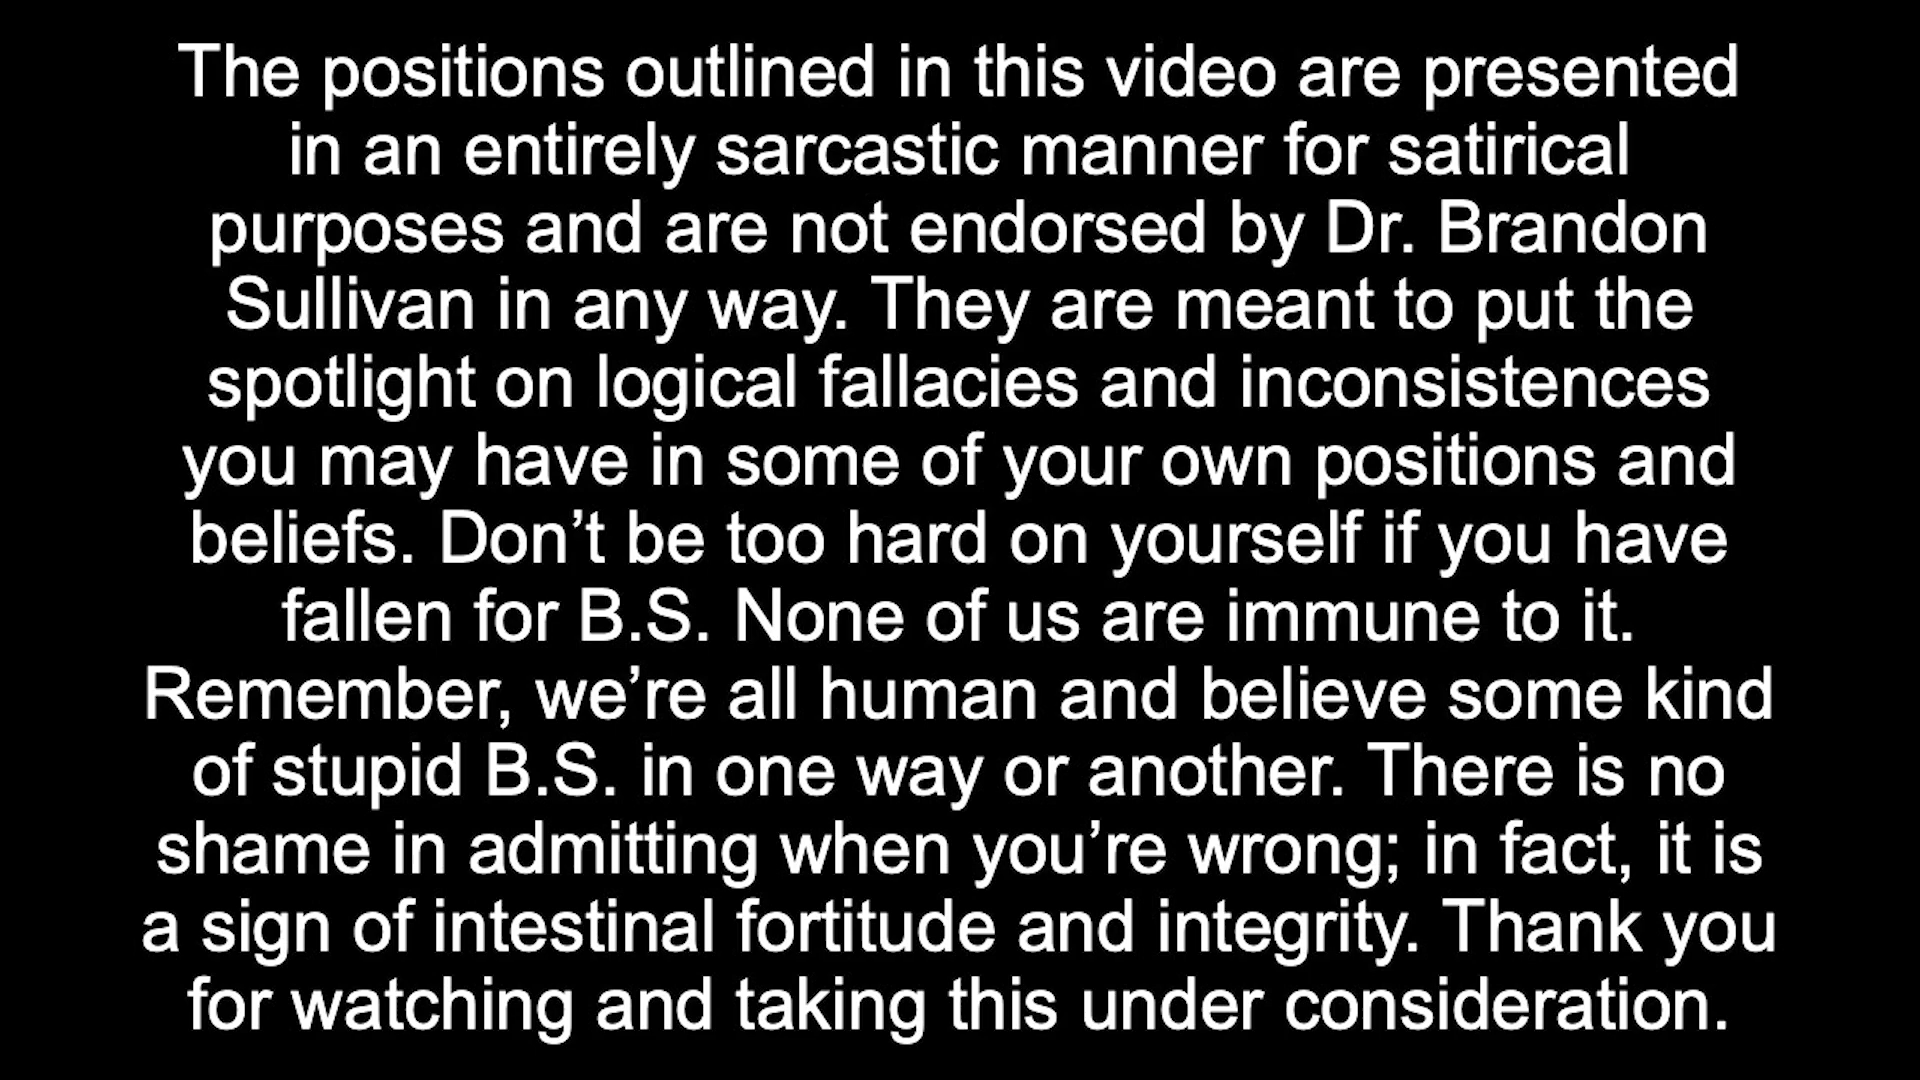 The positions outlined in this video are presented
in an entirely sarcastic manner for satirical
purposes and are not endorsed by Dr. Brandon
Sullivan in any way. They are meant to put the
spotlight on logical fallacies and inconsistences
you may have in some of your own positions and
beliefs. Don’t be too hard on yourself if you have
fallen for B.S. None of us are immune to it.
Remember, we’re all human and believe some kind
of stupid B.S. in one way or another. There is no
shame in admitting when you’re wrong; in fact, it is
a sign of intestinal fortitude and integrity. Thank you
for watching and taking this under consideration.